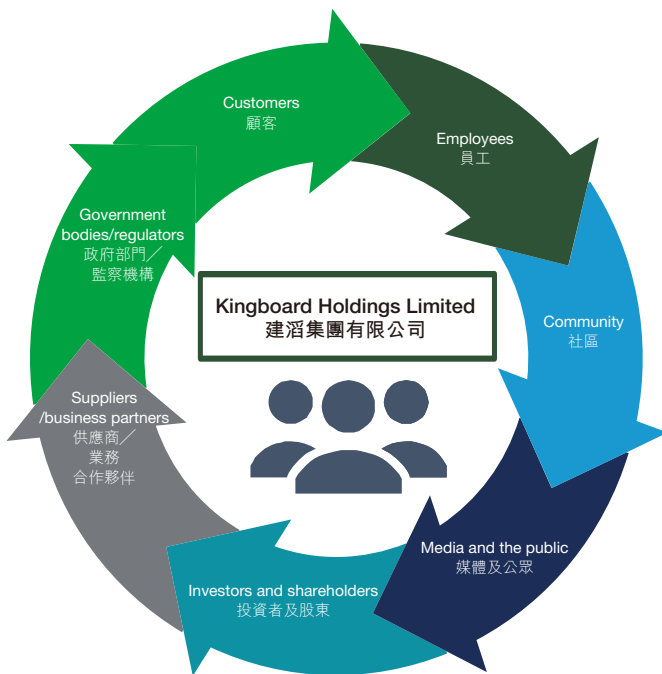 Customers
顧客
Employees
員工
Community
社區
Media and the public
媒體及公眾
Investors and shareholders
投資者及股東
Suppliers
/business partners
供應商／
業務
合作夥伴
Government
bodies/regulators
政府部門／
監察機構
Kingboard Holdings Limited
建滔集團有限公司